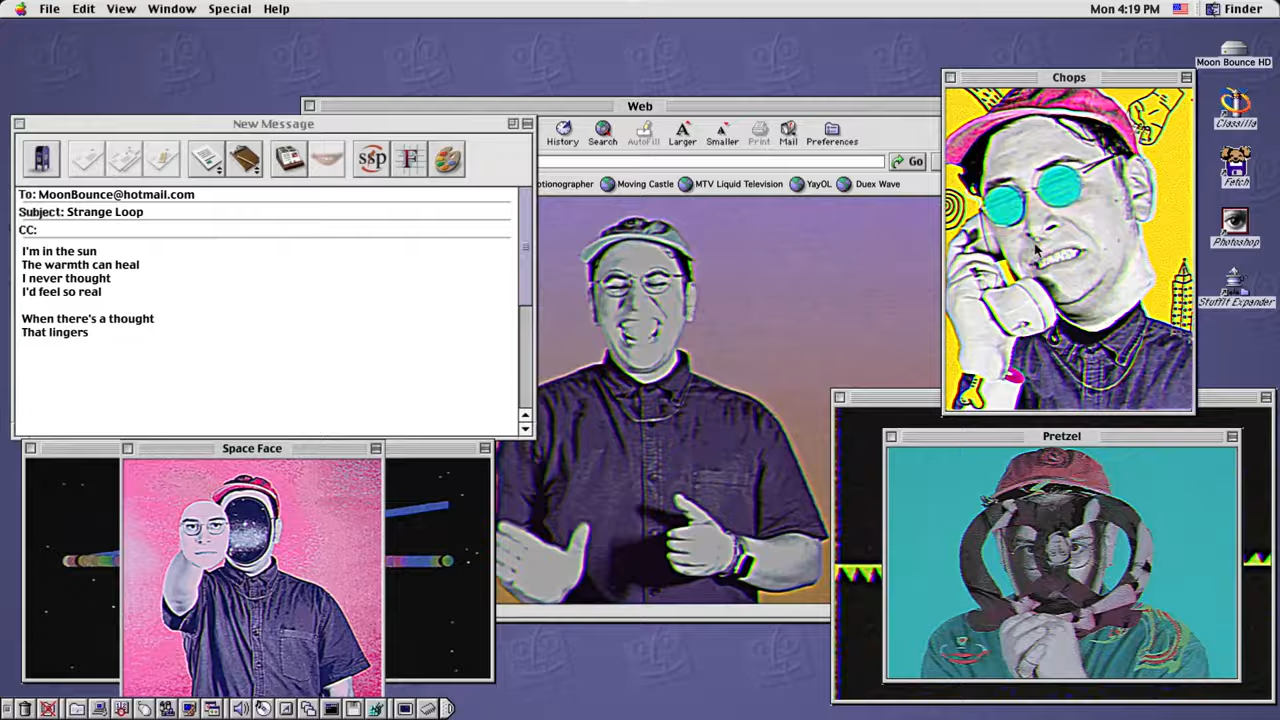 File Edit View Window Special Help
Mon 4:19 PM Finder
Moon Bounce HD
Classilla
Fetch
Photoshop
StuffIt Expander
New Message
ssp F
To: MoonBounce@hotmail.com
Subject: Strange Loop
CC:
I'm in the sun
The warmth can heal
I never thought
I'd feel so real
When there's a thought
That lingers
Web
History Search AutoFill Larger Smaller Print Mail Preferences
Go
otionographer Moving Castle MTV Liquid Television YayOL Duex Wave
Chops
Space Face
Pretzel